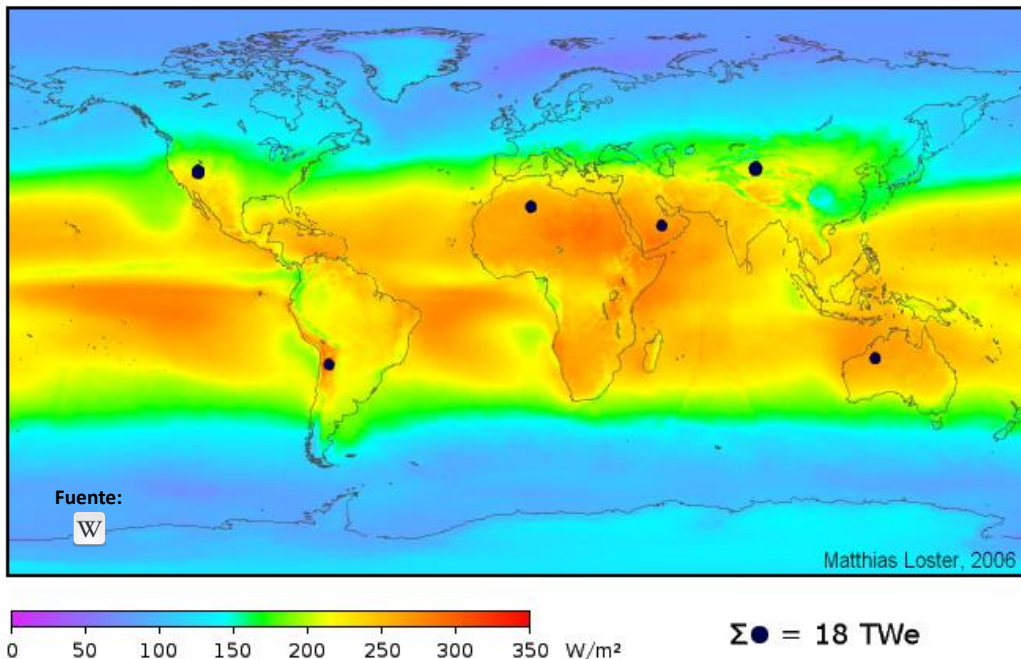 Fuente:
W
Matthias Loster, 2006
0 50 100 150 200 250 300 350 W/m²
Σ● = 18 TWe